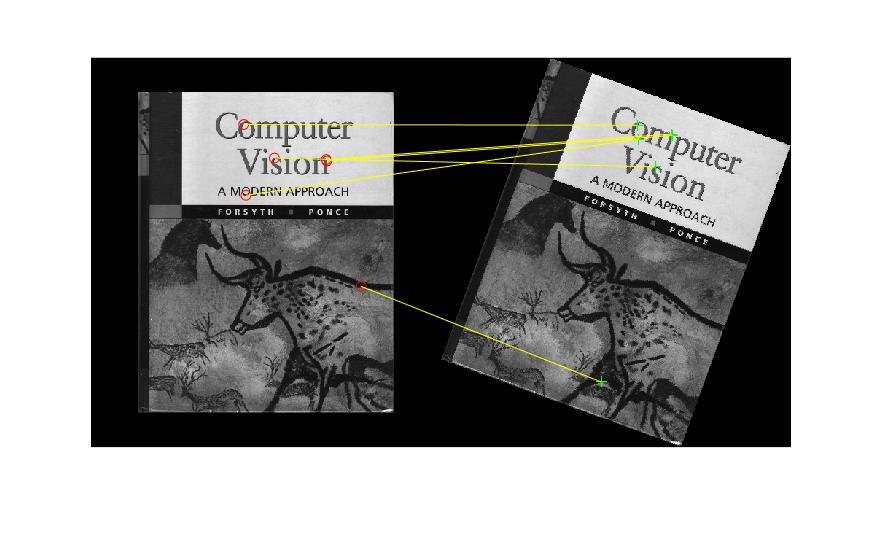 Computer
Vision
A MODERN APPROACH
FORSYTH PONCE
Computer
Vision
A MODERN APPROACH
FORSYTH PONCE